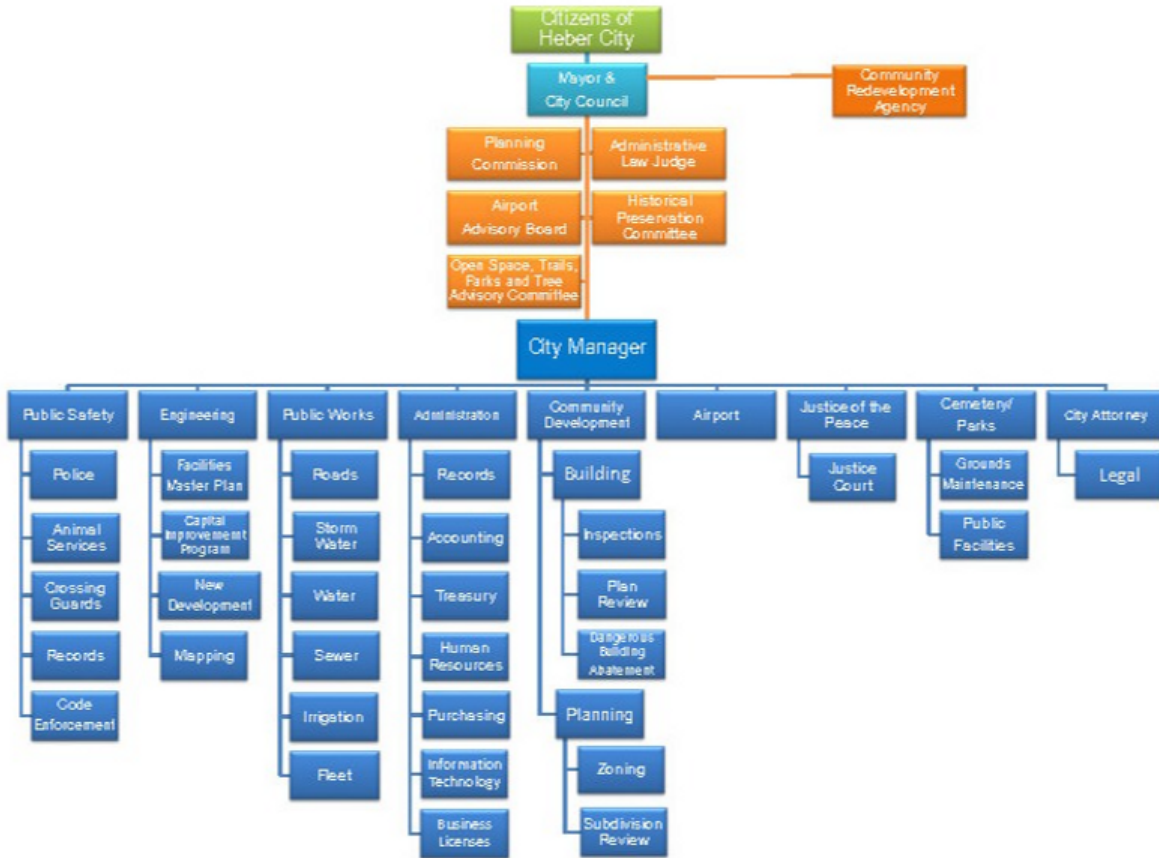 Citizens of
Heber City
Mayor &
City Council
Community
Redevelopment
Agency
Planning
Commission
Administrative
Law Judge
Airport
Advisory Board
Historical
Preservation
Committee
Open Space, Trails,
Parks and Tree
Advisory Committee
City Manager
Public Safety
Engineering
Public Works
Administration
Community
Development
Airport
Justice of the
Peace
Cemetery/
Parks
City Attorney
Police
Animal
Services
Crossing
Guards
Records
Code
Enforcement
Facilities
Master Plan
Capital
Improvement
Program
New
Development
Mapping
Roads
Storm
Water
Water
Sewer
Irrigation
Fleet
Records
Accounting
Treasury
Human
Resources
Purchasing
Information
Technology
Business
Licenses
Building
Inspections
Plan
Review
Dangerous
Building
Abatement
Planning
Zoning
Subdivision
Review
Justice
Court
Grounds
Maintenance
Public
Facilities
Legal